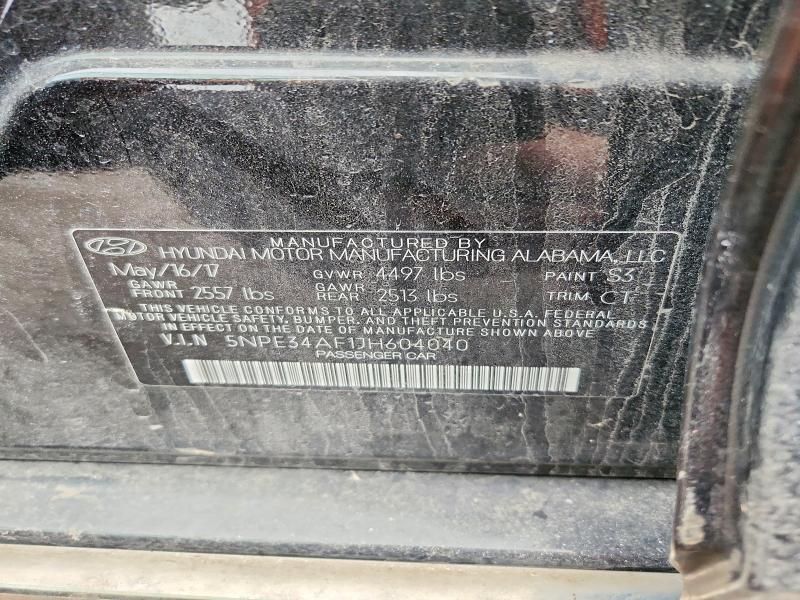 MANUFACTURED BY
HYUNDAI MOTOR MANUFACTURING ALABAMA, LLC
May/16/17 GVWR 4497 lbs PAINT S3
GAWR FRONT 2557 lbs GAWR REAR 2513 lbs TRIM CT
THIS VEHICLE CONFORMS TO ALL APPLICABLE U.S.A. FEDERAL
MOTOR VEHICLE SAFETY, BUMPER, AND THEFT PREVENTION STANDARDS
IN EFFECT ON THE DATE OF MANUFACTURE SHOWN ABOVE
V.I.N 5NPE34AF1JH604040
PASSENGER CAR